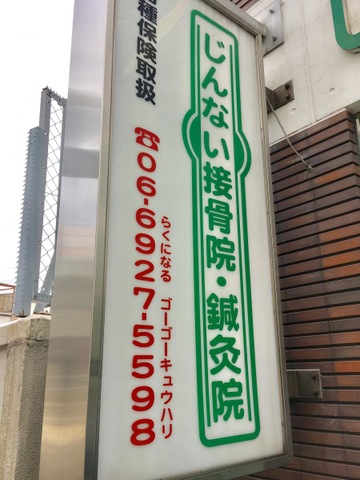 じんない接骨院・鍼灸院
らくになる ゴーゴーキュウハリ
☎06-6927-5598
各種保険取扱